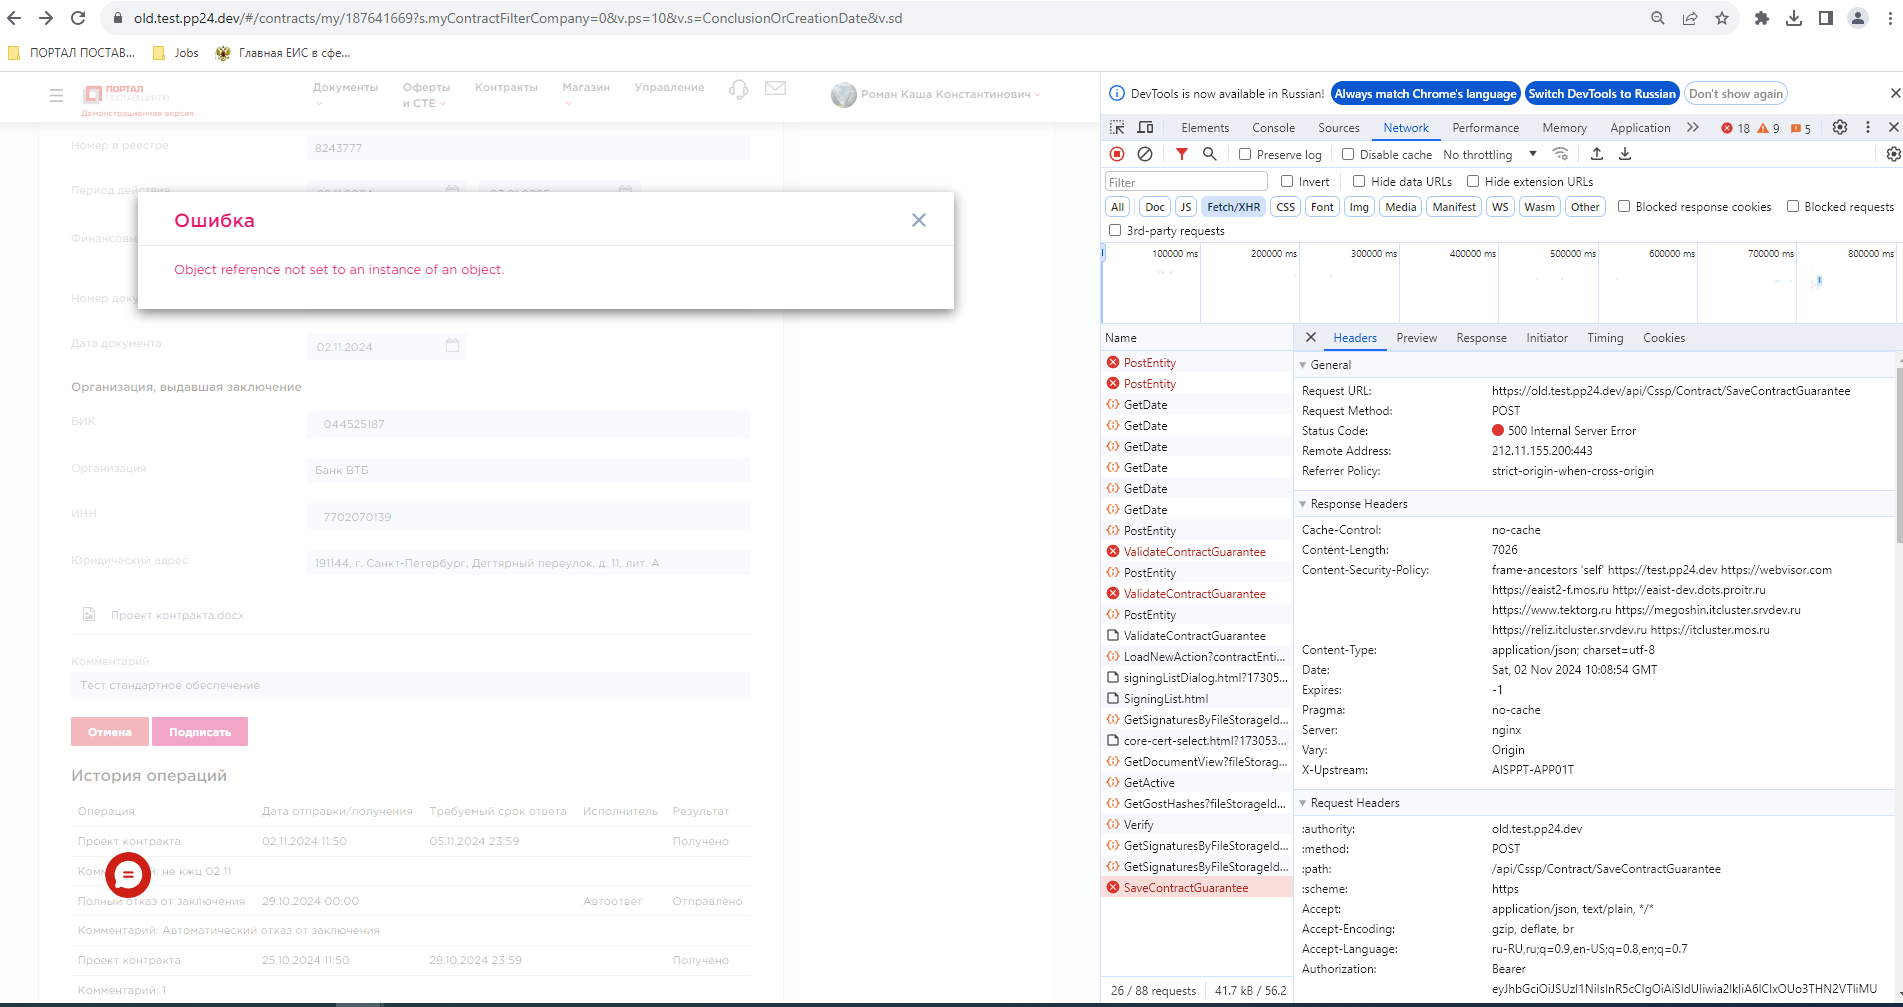 old.test.pp24.dev/#/contracts/my/187641669?s.myContractFilterCompany=0&v.ps=10&v.s=ConclusionOrCreationDate&v.sd
ПОРТАЛ ПОСТАВ... Jobs Главная ЕИС в сфе...
ПОРТАЛ
ПОСТАВЩИКОВ
Демонстрационная версия
Документы
Оферты и СТЕ
Контракты
Магазин
Управление
Роман Каша Константинович
Номер в реестре 8243777
Период действия
Ошибка
Object reference not set to an instance of an object.
Финансовы
Номер доку
Дата документа 02.11.2024
Организация, выдавшая заключение
БИК 044525187
Организация Банк ВТБ
ИНН 7702070139
Юридический адрес 191144, г. Санкт-Петербург, Дегтярный переулок, д. 11, лит. А
Проект контракта.docx
Комментарий
Тест стандартное обеспечение
Отмена Подписать
История операций
Операция Дата отправки/получения Требуемый срок ответа Исполнитель Результат
Проект контракта 02.11.2024 11:50 05.11.2024 23:59 Получено
Ком : не кжц 02 11
Полный отказ от заключения 29.10.2024 00:00 Автоответ Отправлено
Комментарий: Автоматический отказ от заключения
Проект контракта 25.10.2024 11:50 28.10.2024 23:59 Получено
Комментарий: 1
DevTools is now available in Russian! Always match Chrome's language Switch DevTools to Russian Don't show again
Elements Console Sources Network Performance Memory Application 18 9 5
Preserve log Disable cache No throttling
Filter Invert Hide data URLs Hide extension URLs
All Doc JS Fetch/XHR CSS Font Img Media Manifest WS Wasm Other Blocked response cookies Blocked requests
3rd-party requests
100000 ms 200000 ms 300000 ms 400000 ms 500000 ms 600000 ms 700000 ms 800000 ms
Name
PostEntity
PostEntity
GetDate
GetDate
GetDate
GetDate
GetDate
GetDate
PostEntity
ValidateContractGuarantee
PostEntity
ValidateContractGuarantee
PostEntity
ValidateContractGuarantee
LoadNewAction?contractEnti...
signingListDialog.html?17305...
SigningList.html
GetSignaturesByFileStorageId...
core-cert-select.html?173053...
GetDocumentView?fileStorag...
GetActive
GetGostHashes?fileStorageId...
Verify
GetSignaturesByFileStorageId...
GetSignaturesByFileStorageId...
SaveContractGuarantee
26 / 88 requests 41.7 kB / 56.2
Headers Preview Response Initiator Timing Cookies
General
Request URL: https://old.test.pp24.dev/api/Cssp/Contract/SaveContractGuarantee
Request Method: POST
Status Code: 500 Internal Server Error
Remote Address: 212.11.155.200:443
Referrer Policy: strict-origin-when-cross-origin
Response Headers
Cache-Control: no-cache
Content-Length: 7026
Content-Security-Policy: frame-ancestors 'self' https://test.pp24.dev https://webvisor.com
https://eaist2-f.mos.ru http://eaist-dev.dots.proitr.ru
https://www.tektorg.ru https://megoshin.itcluster.srvdev.ru
https://reliz.itcluster.srvdev.ru https://itcluster.mos.ru
Content-Type: application/json; charset=utf-8
Date: Sat, 02 Nov 2024 10:08:54 GMT
Expires: -1
Pragma: no-cache
Server: nginx
Vary: Origin
X-Upstream: AISPPT-APP01T
Request Headers
:authority: old.test.pp24.dev
:method: POST
:path: /api/Cssp/Contract/SaveContractGuarantee
:scheme: https
Accept: application/json, text/plain, */*
Accept-Encoding: gzip, deflate, br
Accept-Language: ru-RU,ru;q=0.9,en-US;q=0.8,en;q=0.7
Authorization: Bearer